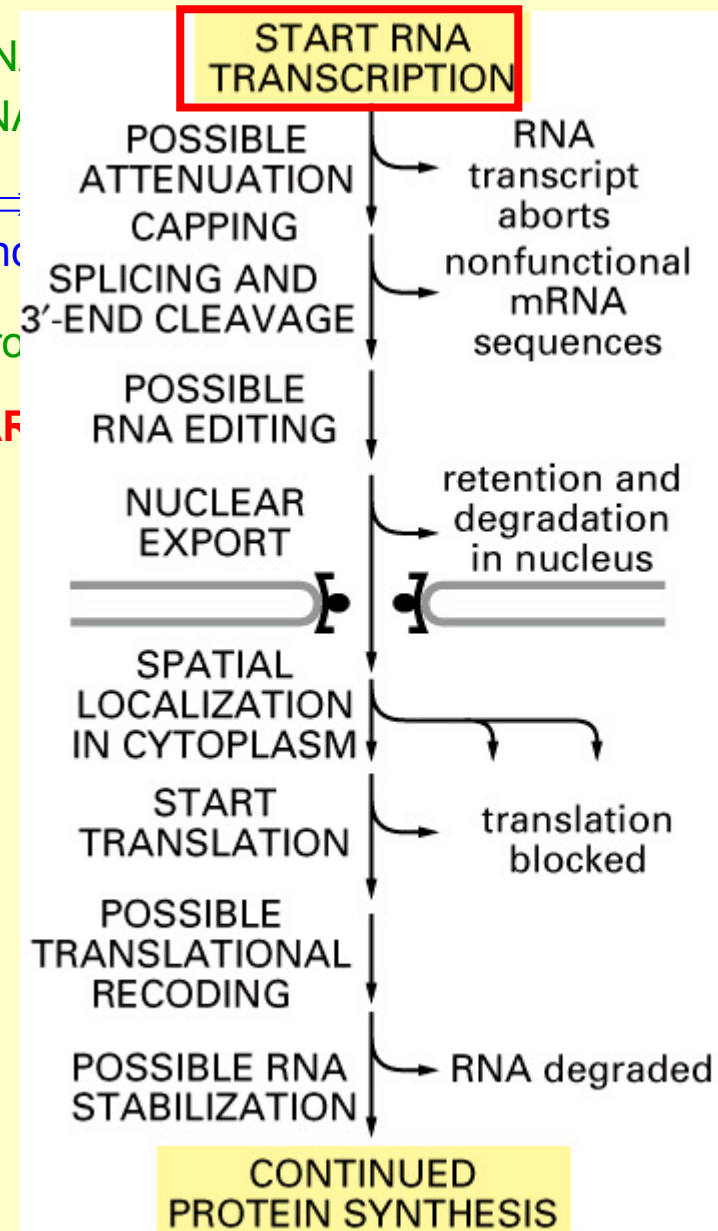 START RNA
TRANSCRIPTION
POSSIBLE
ATTENUATION
RNA
transcript
aborts
CAPPING
SPLICING AND
3′-END CLEAVAGE
nonfunctional
mRNA
sequences
POSSIBLE
RNA EDITING
NUCLEAR
EXPORT
retention and
degradation
in nucleus
SPATIAL
LOCALIZATION
IN CYTOPLASM
START
TRANSLATION
translation
blocked
POSSIBLE
TRANSLATIONAL
RECODING
POSSIBLE RNA
STABILIZATION
RNA degraded
CONTINUED
PROTEIN SYNTHESIS